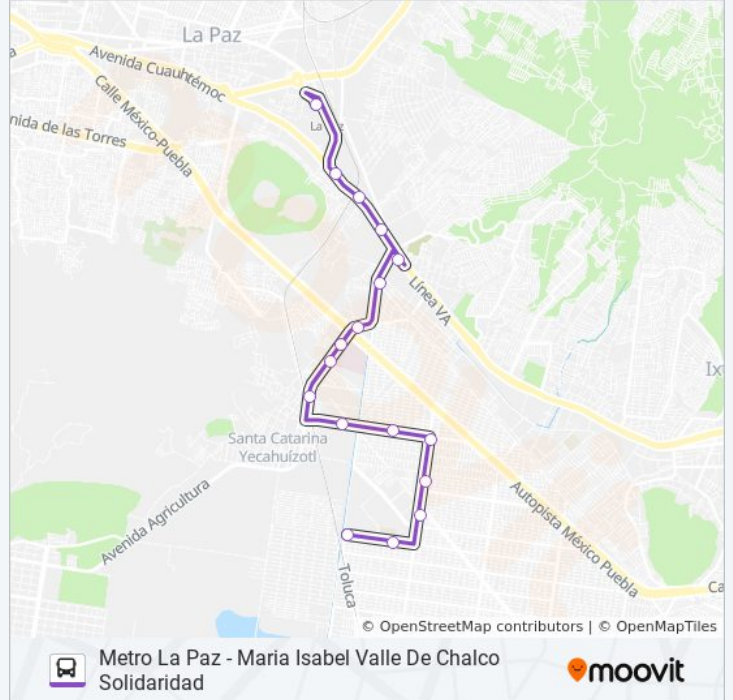 La Paz
Avenida Cuauhtémoc
Calle México-Puebla
nida de las Torres
La
Línea VA
Ix
Santa Catarina
Yecahuízotl
Avenida Agricultura
Autopista México Puebla
Toluca
Ca
© OpenStreetMap contributors | © OpenMapTiles
Metro La Paz - Maria Isabel Valle De Chalco
Solidaridad
moovit